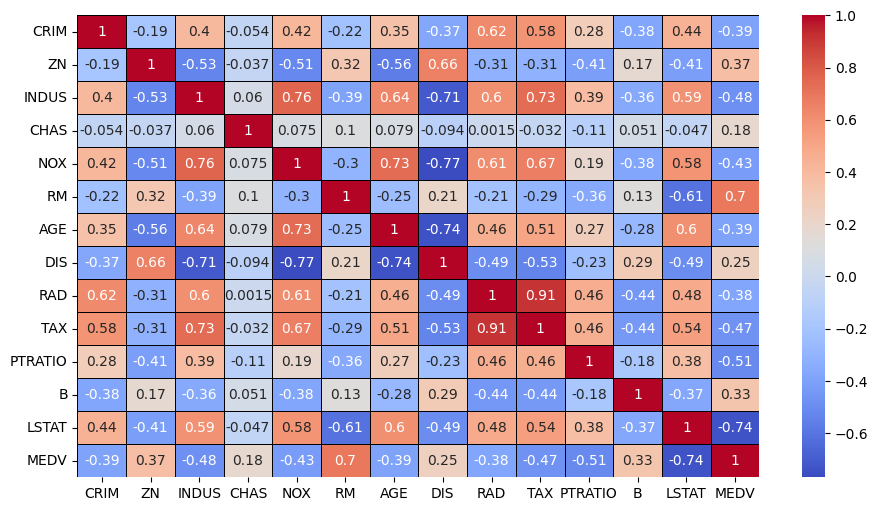 CRIM 1 -0.19 0.4 -0.054 0.42 -0.22 0.35 -0.37 0.62 0.58 0.28 -0.38 0.44 -0.39
ZN -0.19 1 -0.53 -0.037 -0.51 0.32 -0.56 0.66 -0.31 -0.31 -0.41 0.17 -0.41 0.37
INDUS 0.4 -0.53 1 0.06 0.76 -0.39 0.64 -0.71 0.6 0.73 0.39 -0.36 0.59 -0.48
CHAS -0.054 -0.037 0.06 1 0.075 0.1 0.079 -0.094 0.0015 -0.032 -0.11 0.051 -0.047 0.18
NOX 0.42 -0.51 0.76 0.075 1 -0.3 0.73 -0.77 0.61 0.67 0.19 -0.38 0.58 -0.43
RM -0.22 0.32 -0.39 0.1 -0.3 1 -0.25 0.21 -0.21 -0.29 -0.36 0.13 -0.61 0.7
AGE 0.35 -0.56 0.64 0.079 0.73 -0.25 1 -0.74 0.46 0.51 0.27 -0.28 0.6 -0.39
DIS -0.37 0.66 -0.71 -0.094 -0.77 0.21 -0.74 1 -0.49 -0.53 -0.23 0.29 -0.49 0.25
RAD 0.62 -0.31 0.6 0.0015 0.61 -0.21 0.46 -0.49 1 0.91 0.46 -0.44 0.48 -0.38
TAX 0.58 -0.31 0.73 -0.032 0.67 -0.29 0.51 -0.53 0.91 1 0.46 -0.44 0.54 -0.47
PTRATIO 0.28 -0.41 0.39 -0.11 0.19 -0.36 0.27 -0.23 0.46 0.46 1 -0.18 0.38 -0.51
B -0.38 0.17 -0.36 0.051 -0.38 0.13 -0.28 0.29 -0.44 -0.44 -0.18 1 -0.37 0.33
LSTAT 0.44 -0.41 0.59 -0.047 0.58 -0.61 0.6 -0.49 0.48 0.54 0.38 -0.37 1 -0.74
MEDV -0.39 0.37 -0.48 0.18 -0.43 0.7 -0.39 0.25 -0.38 -0.47 -0.51 0.33 -0.74 1
CRIM ZN INDUS CHAS NOX RM AGE DIS RAD TAX PTRATIO B LSTAT MEDV
1.0
0.8
0.6
0.4
0.2
0.0
−0.2
−0.4
−0.6